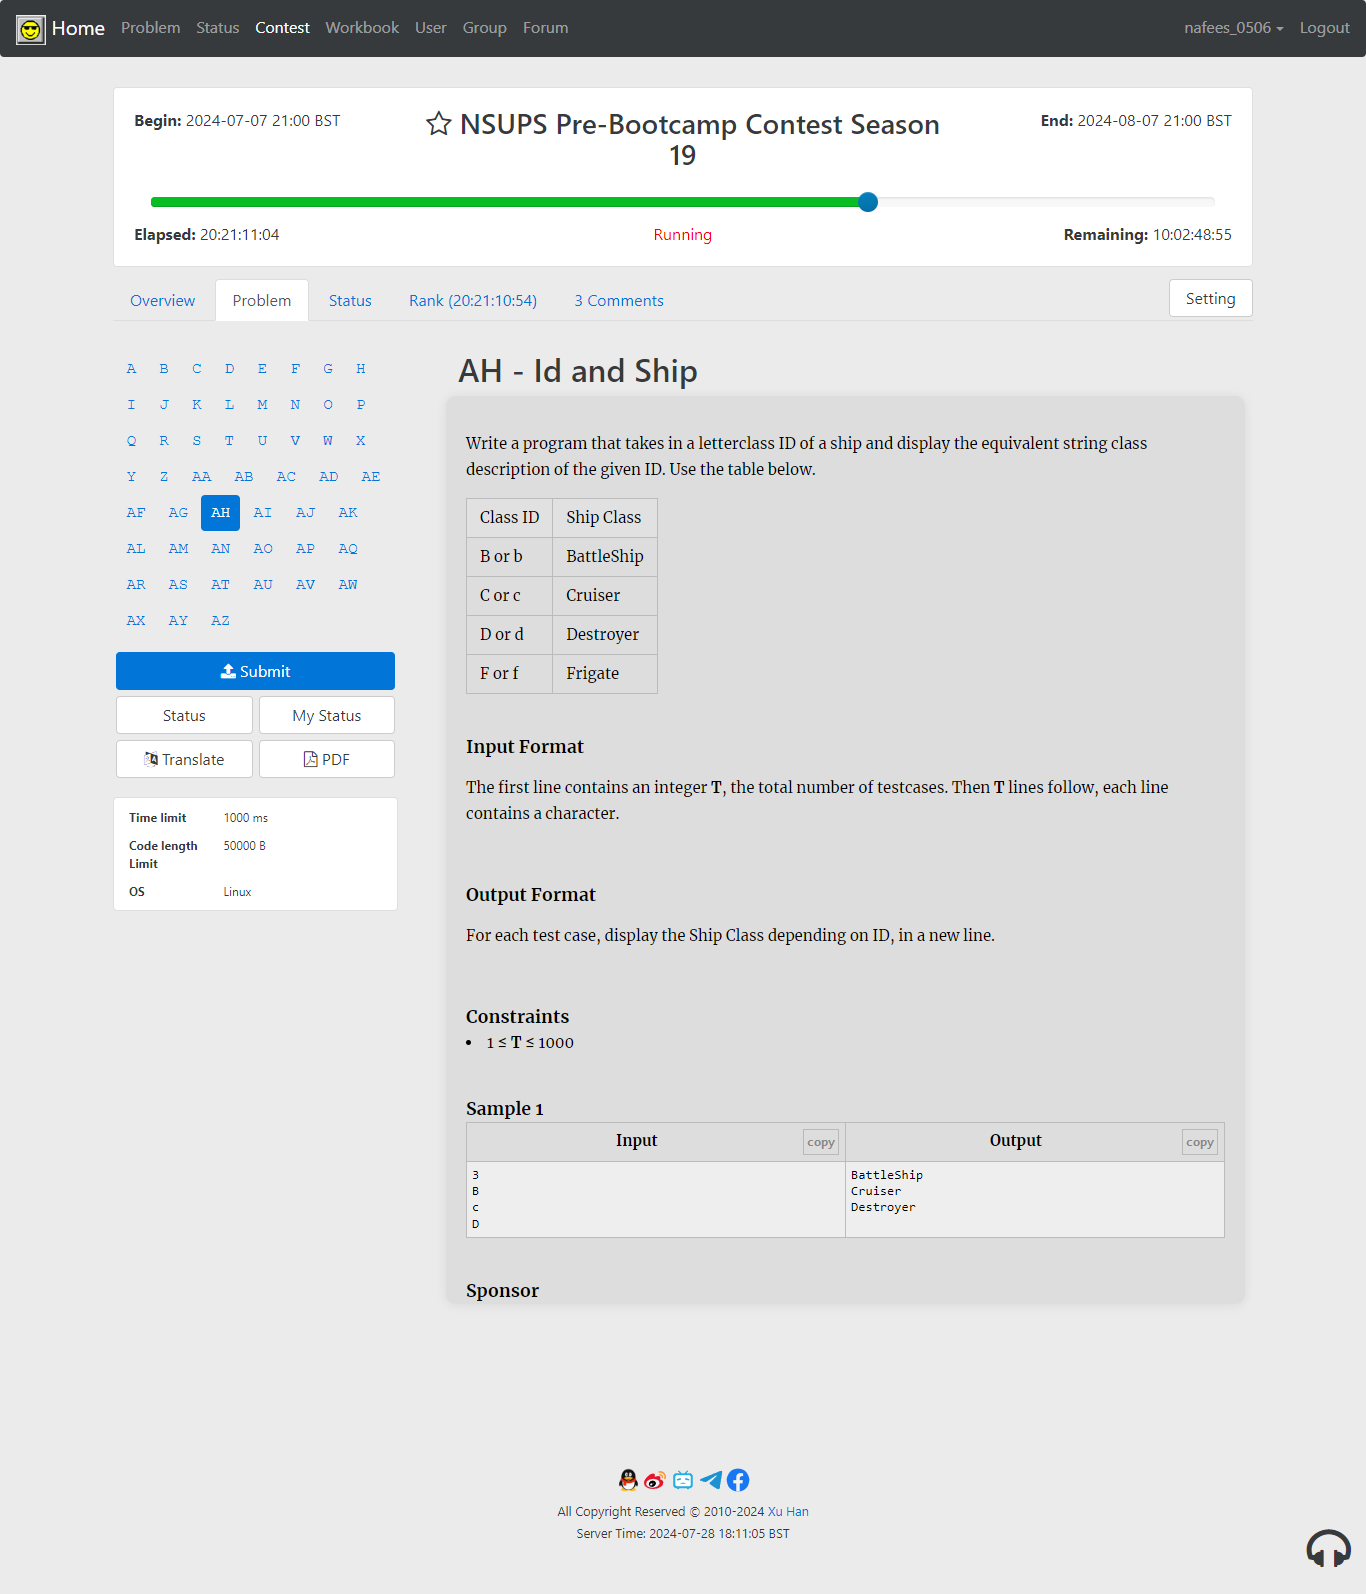 Home Problem Status Contest Workbook User Group Forum nafees_0506 Logout
Begin: 2024-07-07 21:00 BST
NSUPS Pre-Bootcamp Contest Season
19
End: 2024-08-07 21:00 BST
Elapsed: 20:21:11:04 Running Remaining: 10:02:48:55
Overview Problem Status Rank (20:21:10:54) 3 Comments Setting
A B C D E F G H
I J K L M N O P
Q R S T U V W X
Y Z AA AB AC AD AE
AF AG AH AI AJ AK
AL AM AN AO AP AQ
AR AS AT AU AV AW
AX AY AZ
Submit
Status My Status
Translate PDF
Time limit 1000 ms
Code length 50000 B
Limit
OS Linux
AH - Id and Ship
Write a program that takes in a letterclass ID of a ship and display the equivalent string class
description of the given ID. Use the table below.
Class ID Ship Class
B or b BattleShip
C or c Cruiser
D or d Destroyer
F or f Frigate
Input Format
The first line contains an integer T, the total number of testcases. Then T lines follow, each line
contains a character.
Output Format
For each test case, display the Ship Class depending on ID, in a new line.
Constraints
• 1 ≤ T ≤ 1000
Sample 1
Input copy Output copy
3 BattleShip
B Cruiser
c Destroyer
D
Sponsor
All Copyright Reserved © 2010-2024 Xu Han
Server Time: 2024-07-28 18:11:05 BST